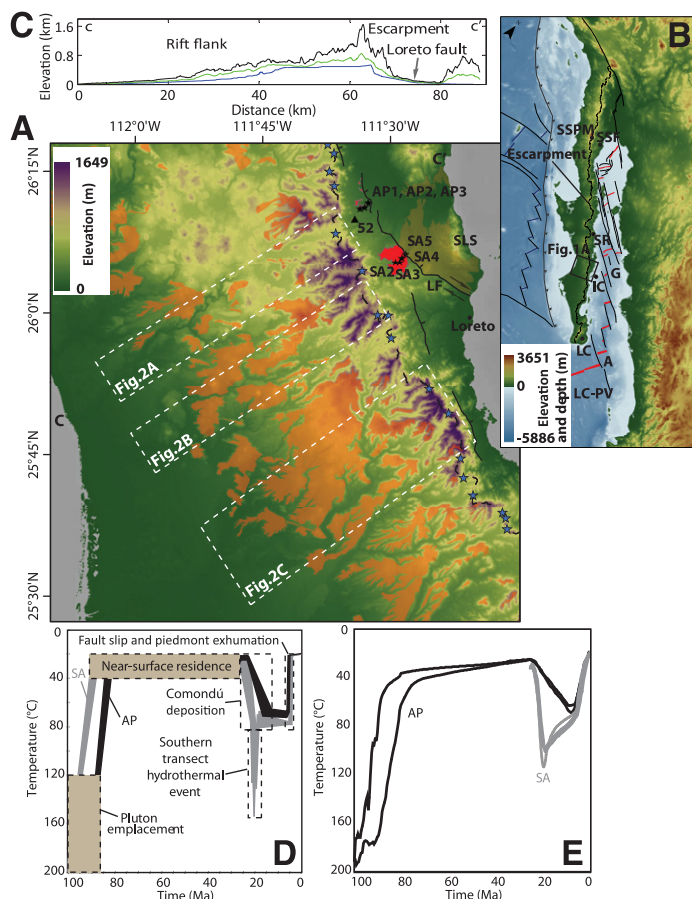 C
Elevation (km)
1.6
0.8
0
c
c'
Rift flank
Escarpment
Loreto fault
0
20
40
60
80
Distance (km)
B
SSPM
SSF
Escarpment
Fig.1A
SR
IC
G
LC
A
LC-PV
3651
0
-5886
Elevation
and depth (m)
A
112°0'W
111°45'W
111°30'W
26°15'N
26°0'N
25°45'N
25°30'N
1649
0
Elevation (m)
C'
AP1, AP2, AP3
52
SA5
SA4
SA2
SA3
SLS
LF
Loreto
C
Fig.2A
Fig.2B
Fig.2C
Fault slip and piedmont exhumation
Near-surface residence
SA
AP
Comondú
deposition
Southern
transect
hydrothermal
event
Pluton
emplacement
D
0
40
80
120
160
200
Temperature (°C)
100
80
60
40
20
0
Time (Ma)
AP
SA
E
0
40
80
120
160
200
Temperature (°C)
100
80
60
40
20
0
Time (Ma)